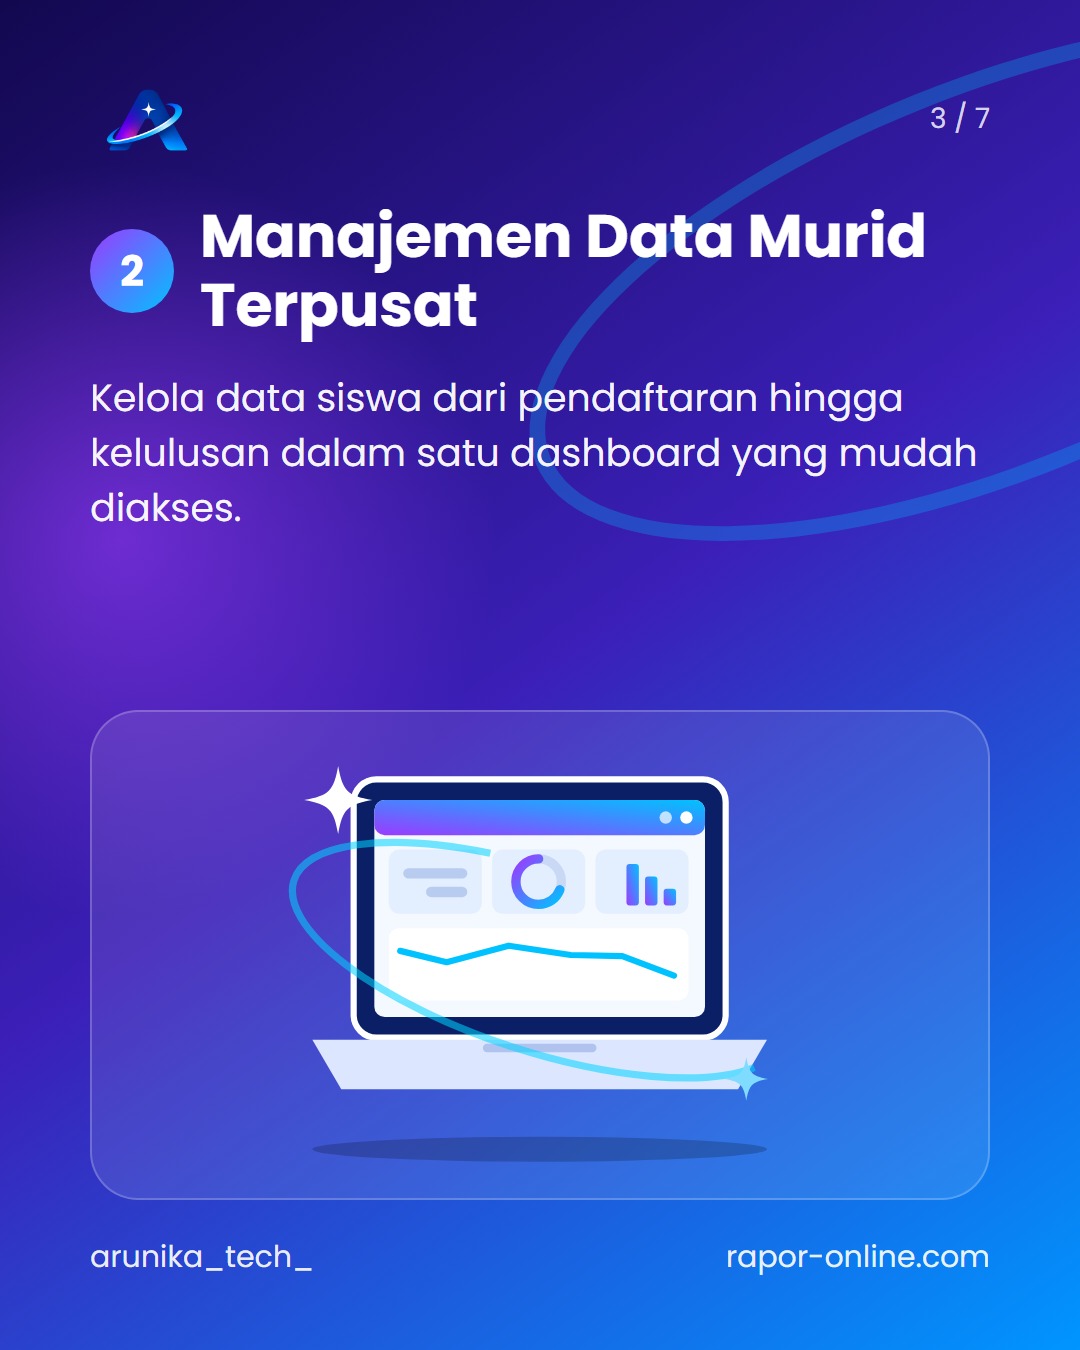 3 / 7
2
Manajemen Data Murid
Terpusat
Kelola data siswa dari pendaftaran hingga
kelulusan dalam satu dashboard yang mudah
diakses.
arunika_tech_
rapor-online.com